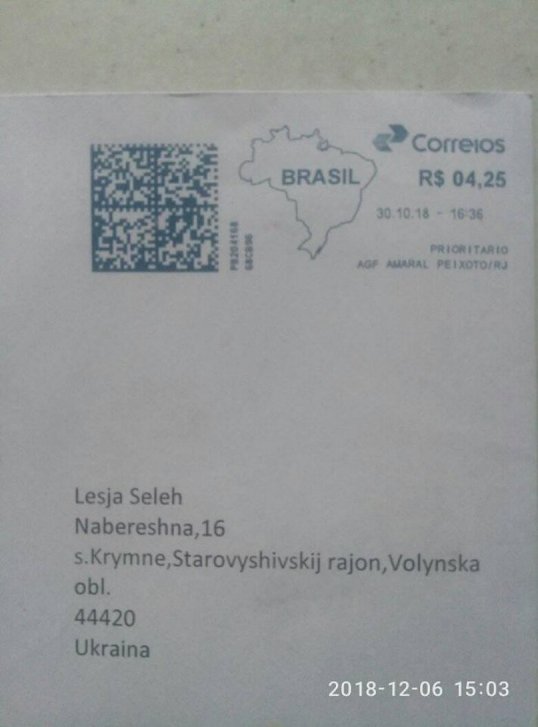 Correios
BRASIL
R$ 04,25
30.10.18 - 16:36
PRIORITARIO
AGF AMARAL PEIXOTO/RJ
Lesja Seleh
Nabereshna,16
s.Krymne,Starovyshivskij rajon,Volynska
obl.
44420
Ukraina
2018-12-06 15:03